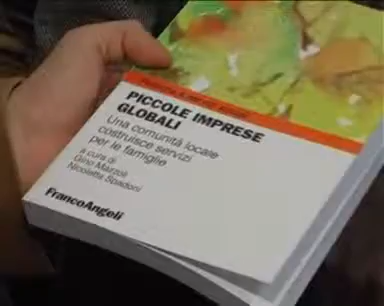 PICCOLE IMPRESE
GLOBALI
Una comunità locale
costruisce servizi
per le famiglie
a cura di
Gino Mazzoli
Nicoletta Spadoni
FrancoAngeli